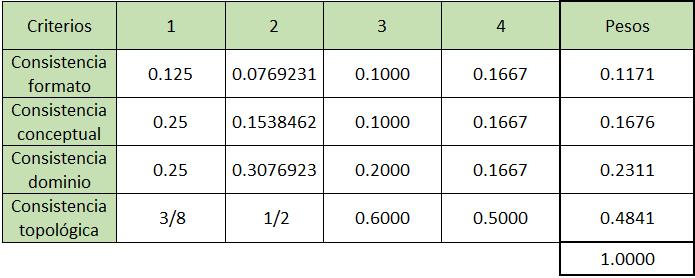 Criterios 1 2 3 4 Pesos
Consistencia
formato 0.125 0.0769231 0.1000 0.1667 0.1171
Consistencia
conceptual 0.25 0.1538462 0.1000 0.1667 0.1676
Consistencia
dominio 0.25 0.3076923 0.2000 0.1667 0.2311
Consistencia
topológica 3/8 1/2 0.6000 0.5000 0.4841
1.0000